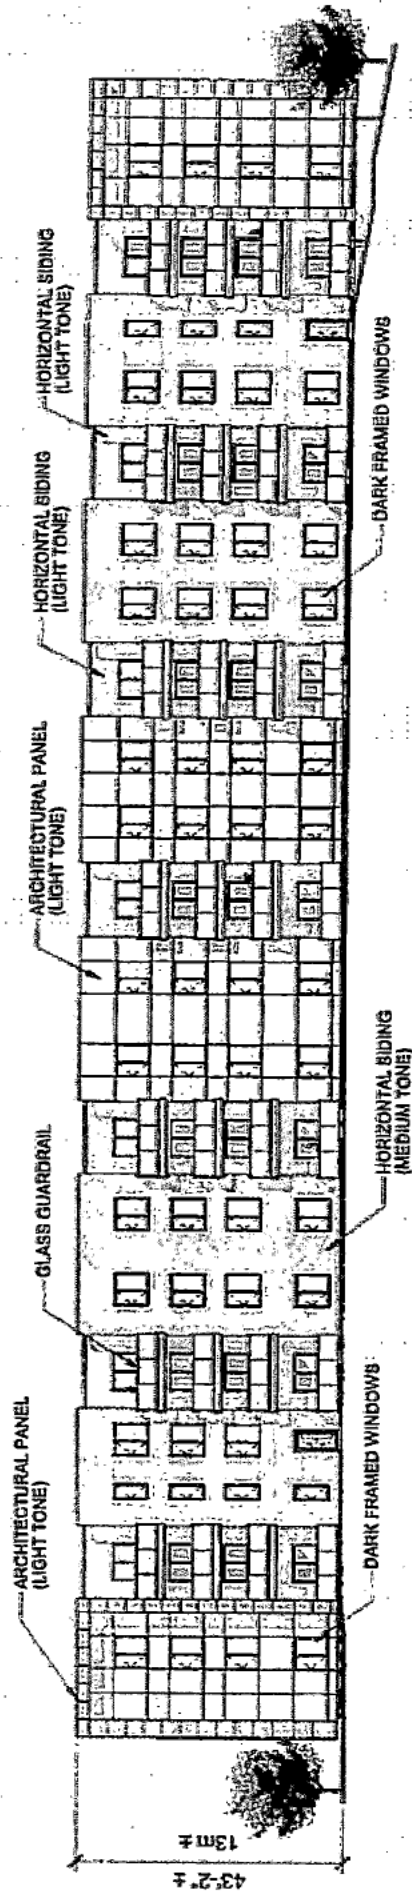 ARCHITECTURAL PANEL
(LIGHT TONE)
GLASS GUARDRAIL
ARCHITECTURAL PANEL
(LIGHT TONE)
HORIZONTAL SIDING
(LIGHT TONE)
HORIZONTAL SIDING
(LIGHT TONE)
43'-2" ±
13m ±
DARK FRAMED WINDOWS
HORIZONTAL SIDING
(MEDIUM TONE)
DARK FRAMED WINDOWS